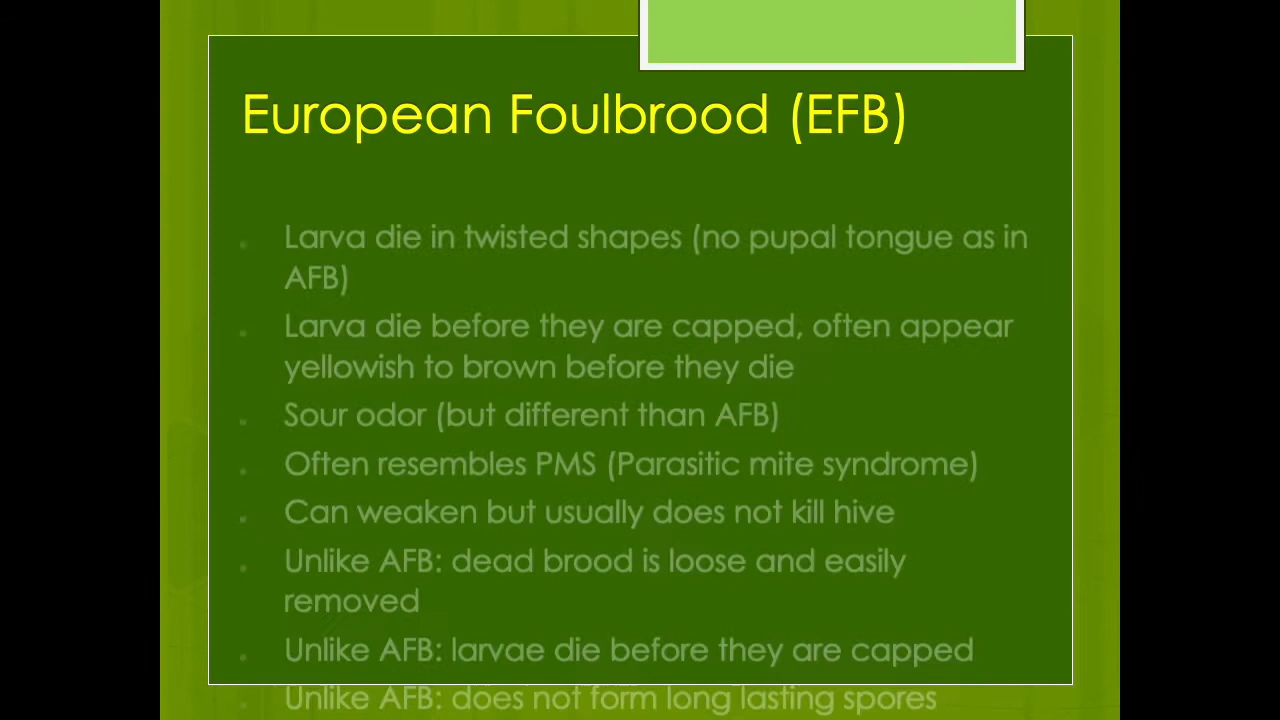 European Foulbrood (EFB)
Larva die in twisted shapes (no pupal tongue as in
AFB)
Larva die before they are capped, often appear
yellowish to brown before they die
Sour odor (but different than AFB)
Often resembles PMS (Parasitic mite syndrome)
Can weaken but usually does not kill hive
Unlike AFB: dead brood is loose and easily
removed
Unlike AFB: larvae die before they are capped
Unlike AFB: does not form long lasting spores